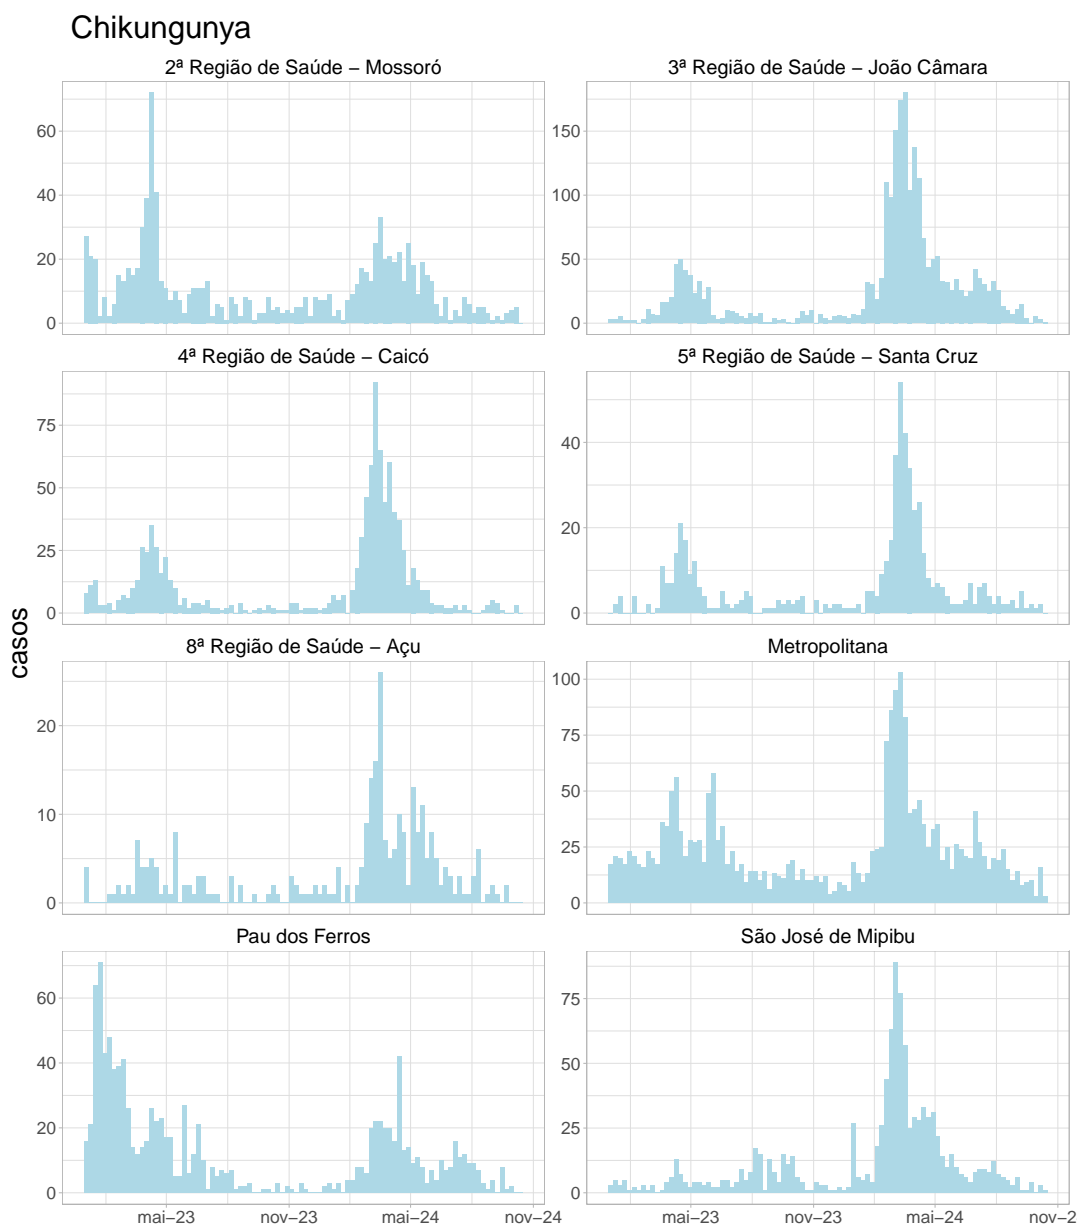 Chikungunya
2ª Região de Saúde – Mossoró
3ª Região de Saúde – João Câmara
60
40
20
0
150
100
50
0
4ª Região de Saúde – Caicó
5ª Região de Saúde – Santa Cruz
75
50
25
0
40
20
0
casos
8ª Região de Saúde – Açu
Metropolitana
20
10
0
100
75
50
25
0
Pau dos Ferros
São José de Mipibu
60
40
20
0
75
50
25
0
mai–23 nov–23 mai–24 nov–24
mai–23 nov–23 mai–24 nov–2